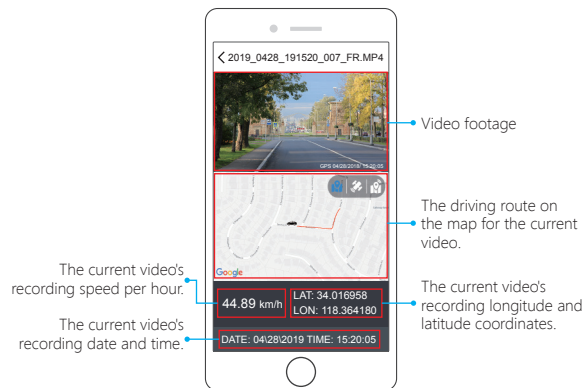 2019_0428_191520_007_FR.MP4
GPS 04/28/2018/ 15:20:05
Video footage
The driving route on
the map for the current
video.
Google
The current video's
recording speed per hour.
44.89 km/h
LAT: 34.016958
LON: 118.364180
The current video's
recording longitude and
latitude coordinates.
The current video's
recording date and time.
DATE: 04\28\2019 TIME: 15:20:05